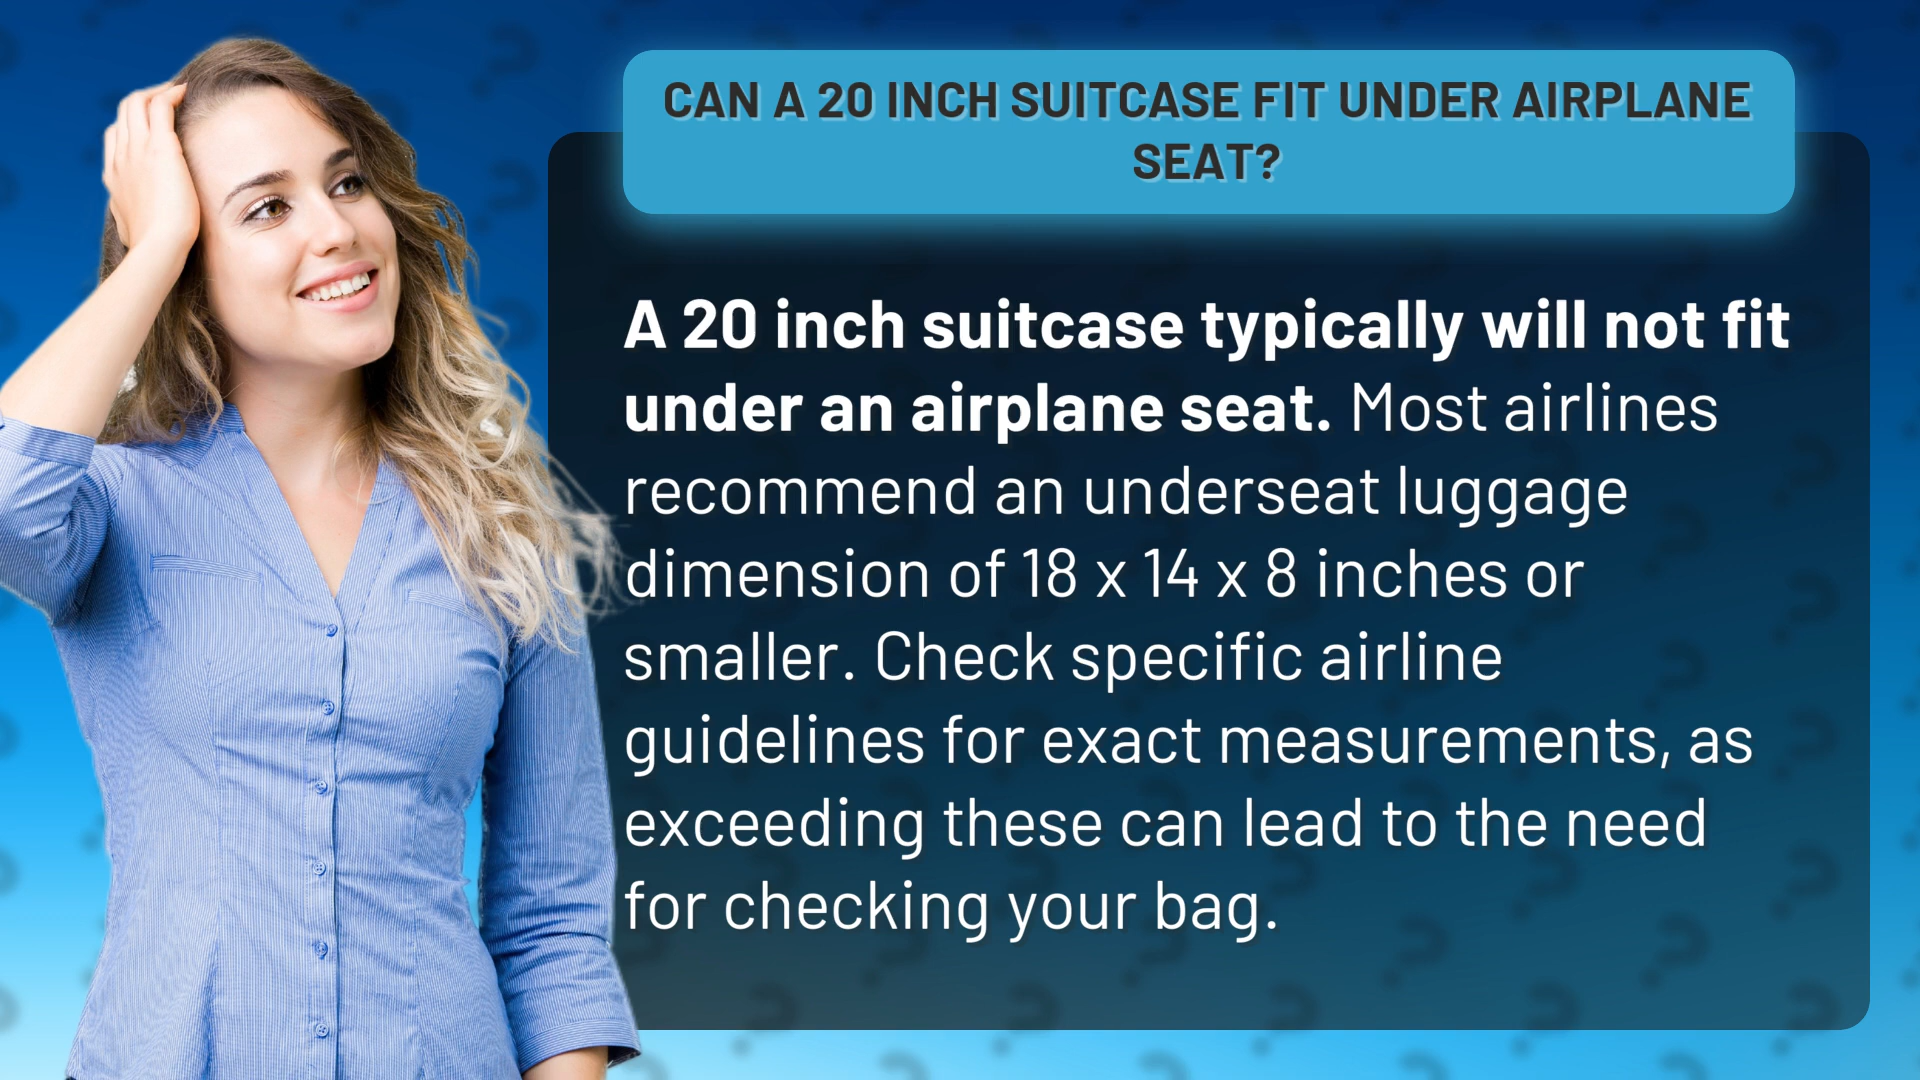 CAN A 20 INCH SUITCASE FIT UNDER AIRPLANE
SEAT?
A 20 inch suitcase typically will not fit
under an airplane seat. Most airlines
recommend an underseat luggage
dimension of 18 x 14 x 8 inches or
smaller. Check specific airline
guidelines for exact measurements, as
exceeding these can lead to the need
for checking your bag.